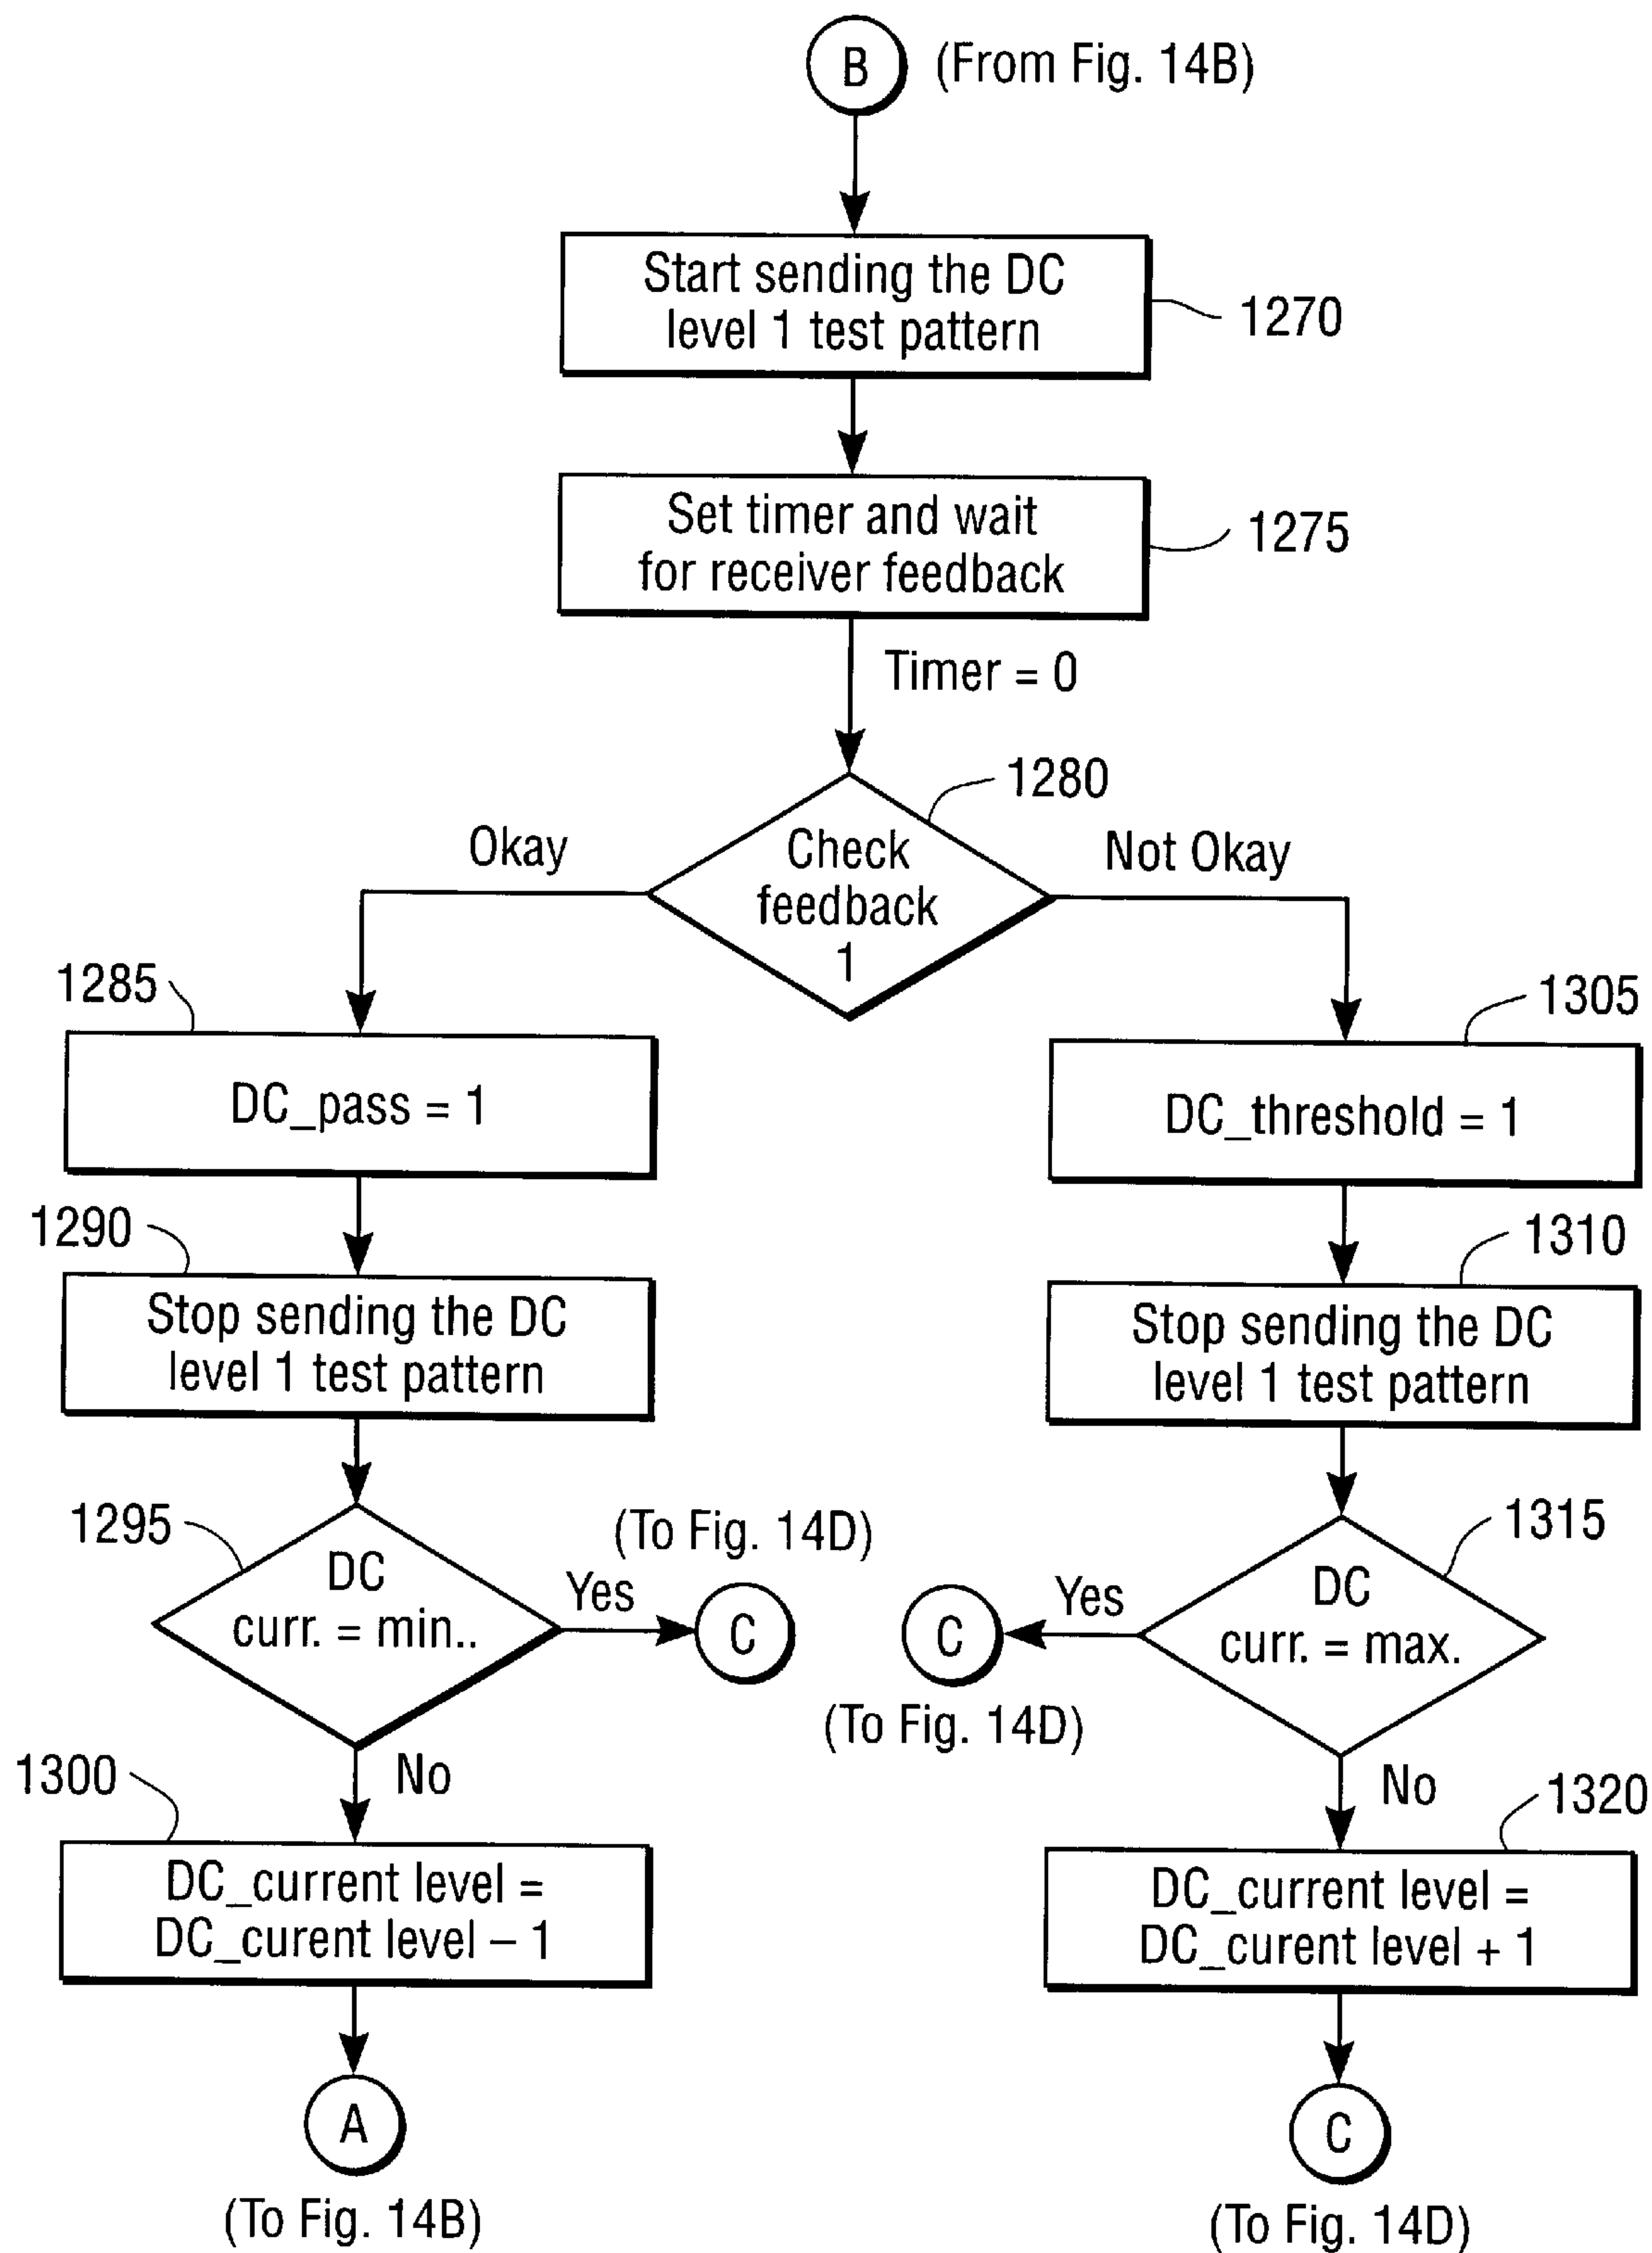 B (From Fig. 14B)
Start sending the DC
level 1 test pattern
1270
Set timer and wait
for receiver feedback
1275
Timer = 0
1280
Check
feedback
1
Okay
Not Okay
1285
DC_pass = 1
1305
DC_threshold = 1
1290
Stop sending the DC
level 1 test pattern
1310
Stop sending the DC
level 1 test pattern
1295
DC
curr. = min..
Yes
(To Fig. 14D)
C
1315
DC
curr. = max.
Yes
C
(To Fig. 14D)
No
1300
DC_current level =
DC_curent level – 1
No
1320
DC_current level =
DC_curent level + 1
A
(To Fig. 14B)
C
(To Fig. 14D)